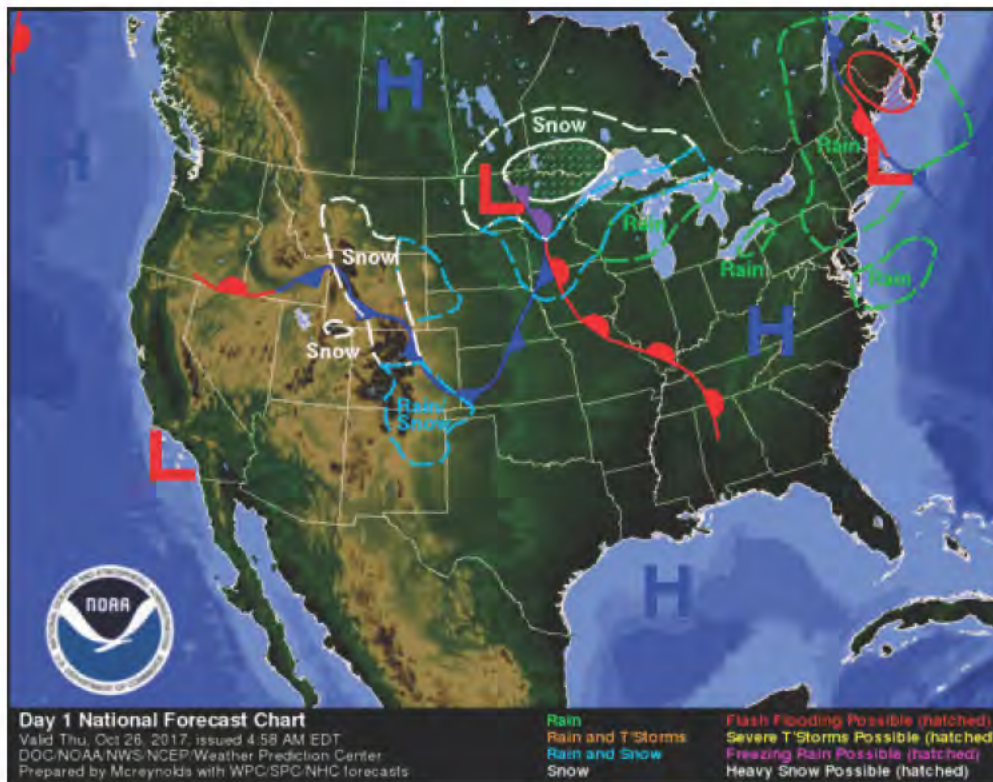 H
H
Snow
Rain
L
L
Rain
Snow
Rain
Rain
Snow
H
Rain/
Snow
L
H
NOAA
Day 1 National Forecast Chart
Valid Thu, Oct 26, 2017, issued 4:58 AM EDT
DOC/NOAA/NWS/NCEP/Weather Prediction Center
Prepared by Mcreynolds with WPC/SPC/NHC forecasts
Rain
Rain and T'Storms
Rain and Snow
Snow
Flash Flooding Possible (hatched)
Severe T'Storms Possible (hatched)
Freezing Rain Possible (hatched)
Heavy Snow Possible (hatched)